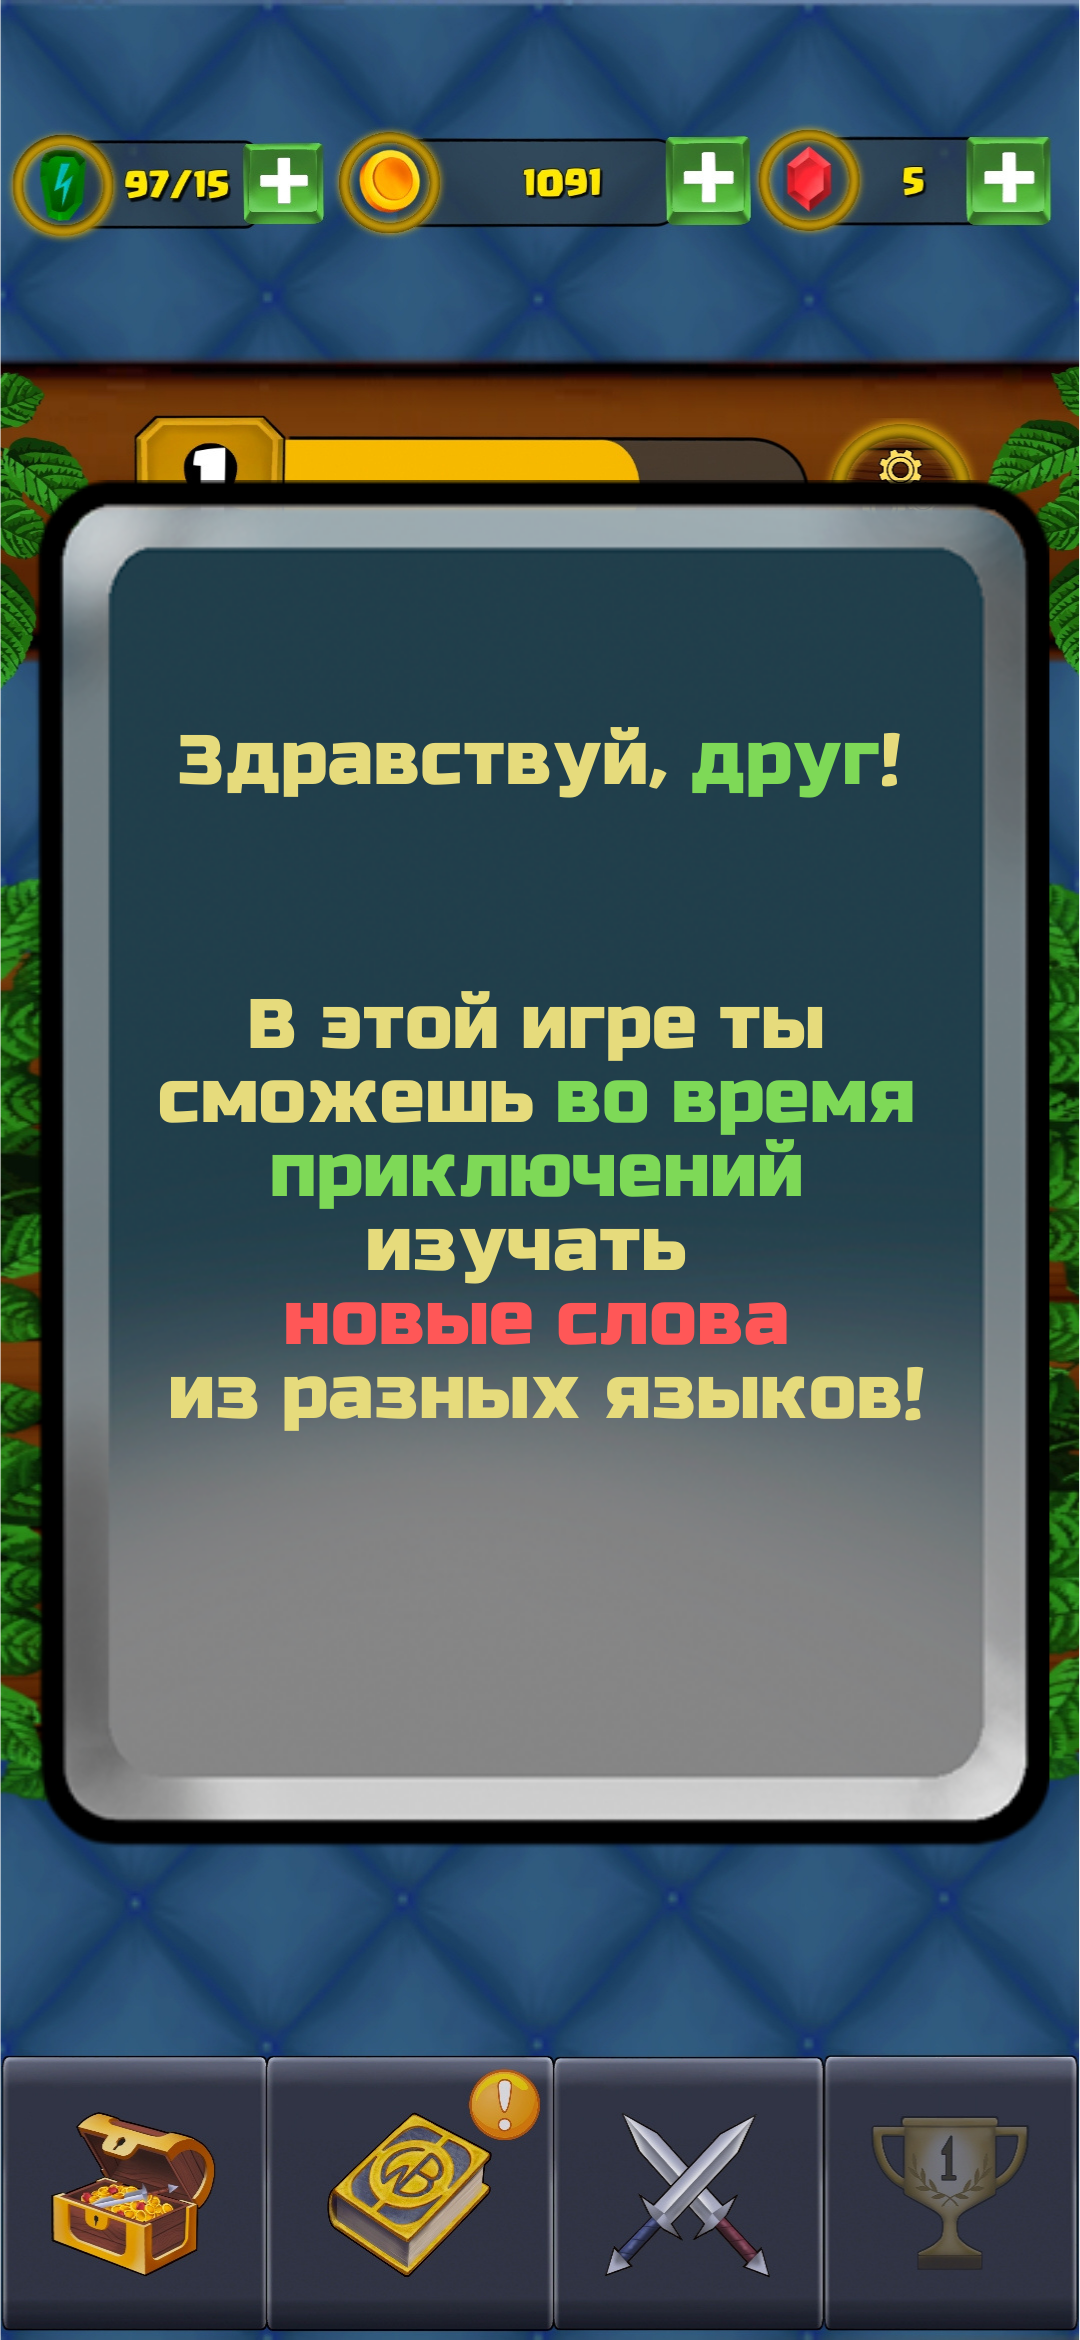 97/15 1091 5
1
Здравствуй, друг!
В этой игре ты
сможешь во время
приключений
изучать
новые слова
из разных языков!
!
WB
1